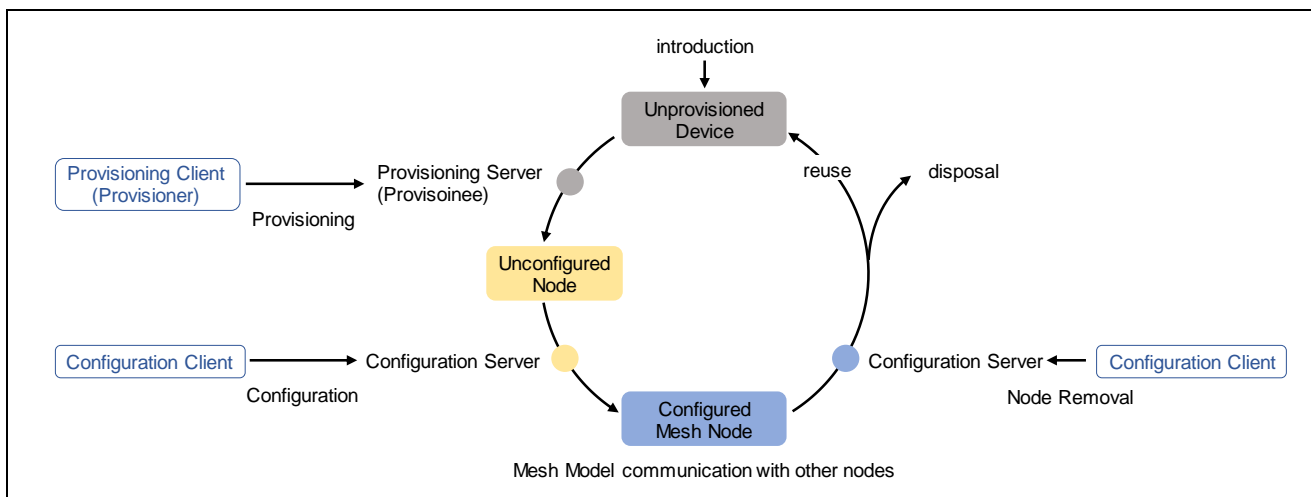 introduction
Unprovisioned
Device
Provisioning Client
(Provisioner)
Provisioning
Provisioning Server
(Provisoinee)
reuse
disposal
Unconfigured
Node
Configuration Client
Configuration
Configuration Server
Configuration Server
Configuration Client
Node Removal
Configured
Mesh Node
Mesh Model communication with other nodes